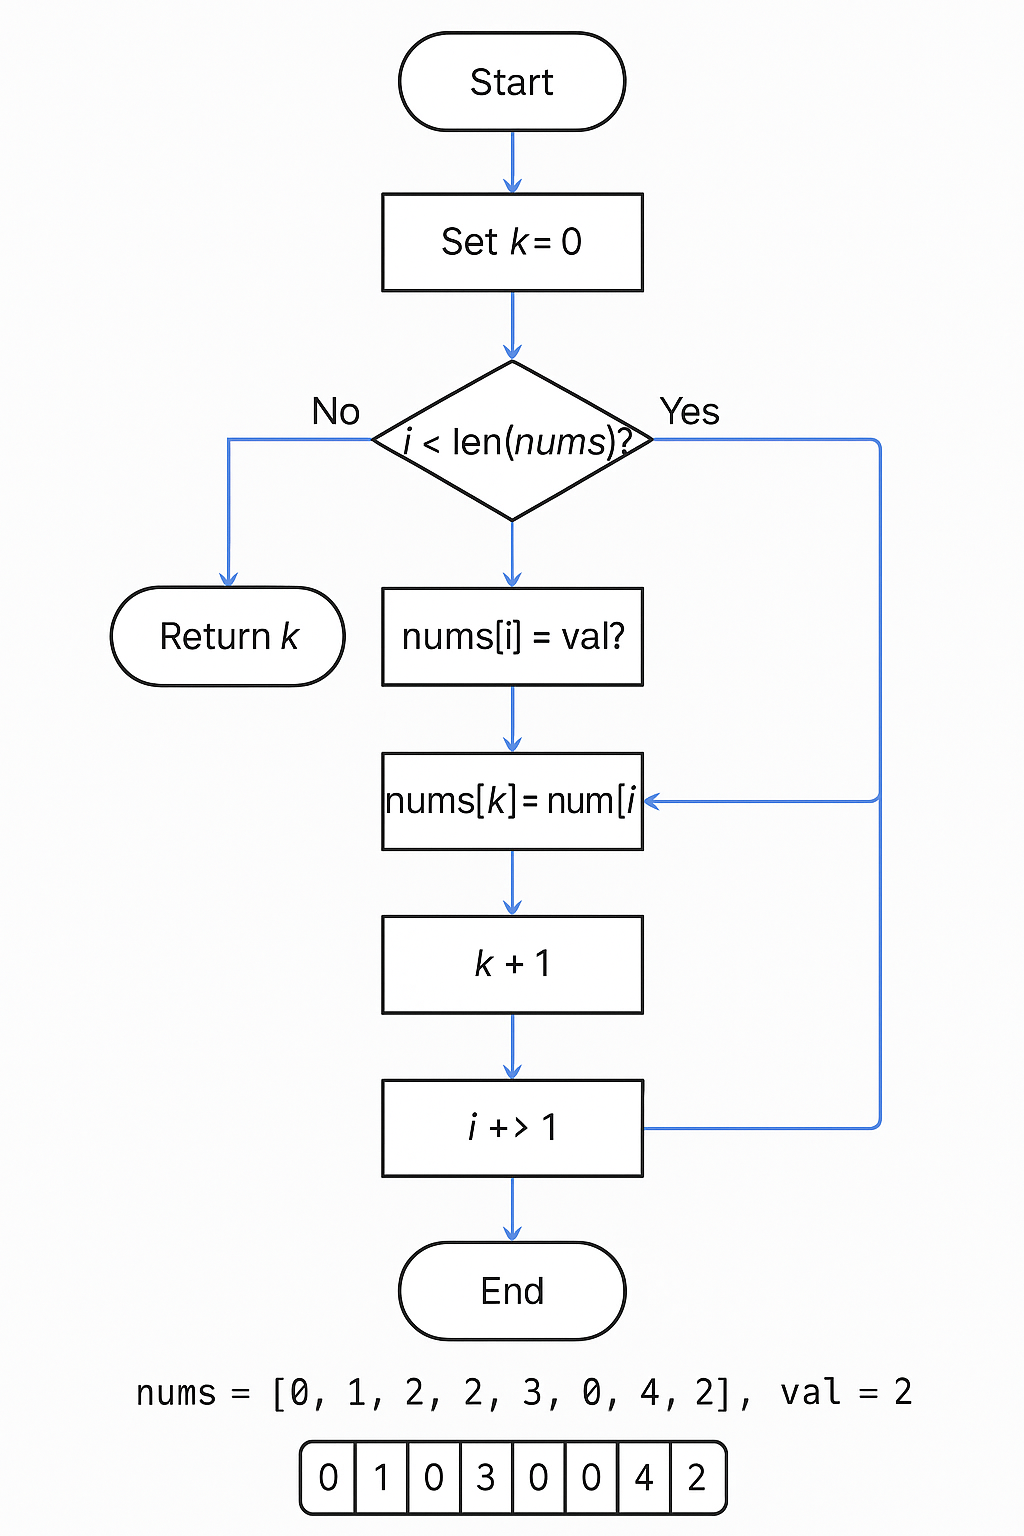 Start
Set k = 0
No
Yes
i < len(nums)?
Return k
nums[i] = val?
nums[k] = num[i
k + 1
i +> 1
End
nums = [0, 1, 2, 2, 3, 0, 4, 2], val = 2
0 1 0 3 0 0 4 2